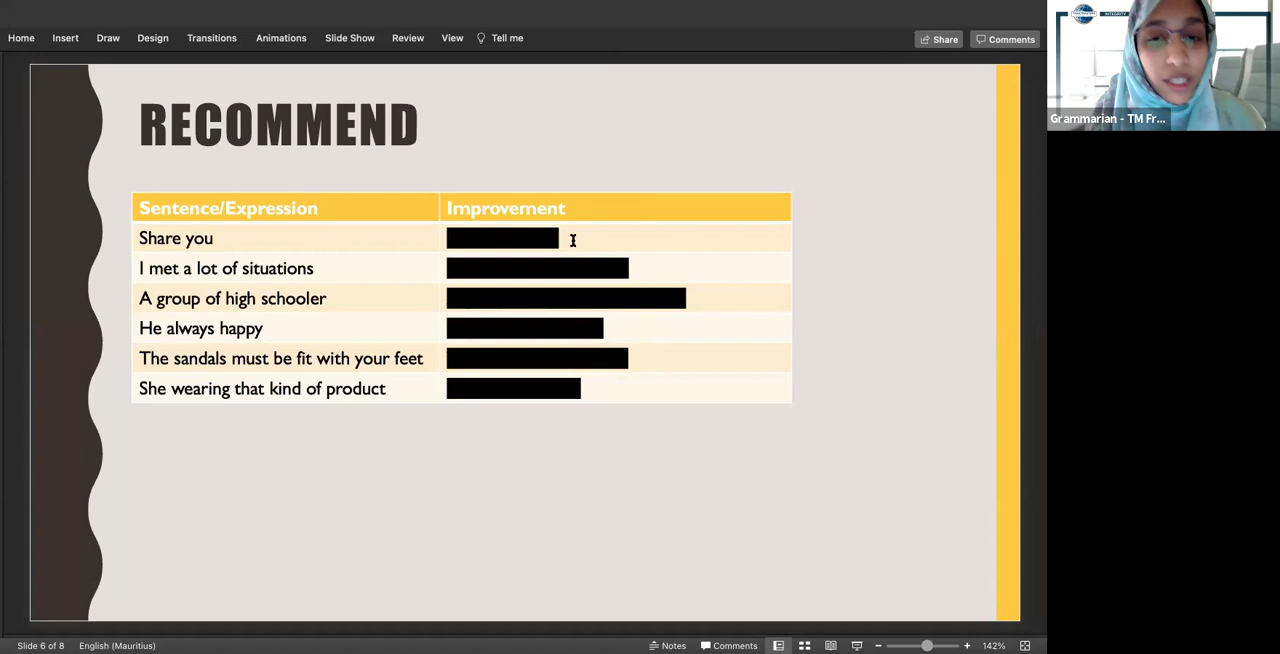 Home Insert Draw Design Transitions Animations Slide Show Review View Tell me Share Comments
RECOMMEND
Sentence/Expression Improvement
Share you
I met a lot of situations
A group of high schooler
He always happy
The sandals must be fit with your feet
She wearing that kind of product
INTEGRITY
Grammarian - TM Fr...
Slide 6 of 8 English (Mauritius) Notes Comments 142%